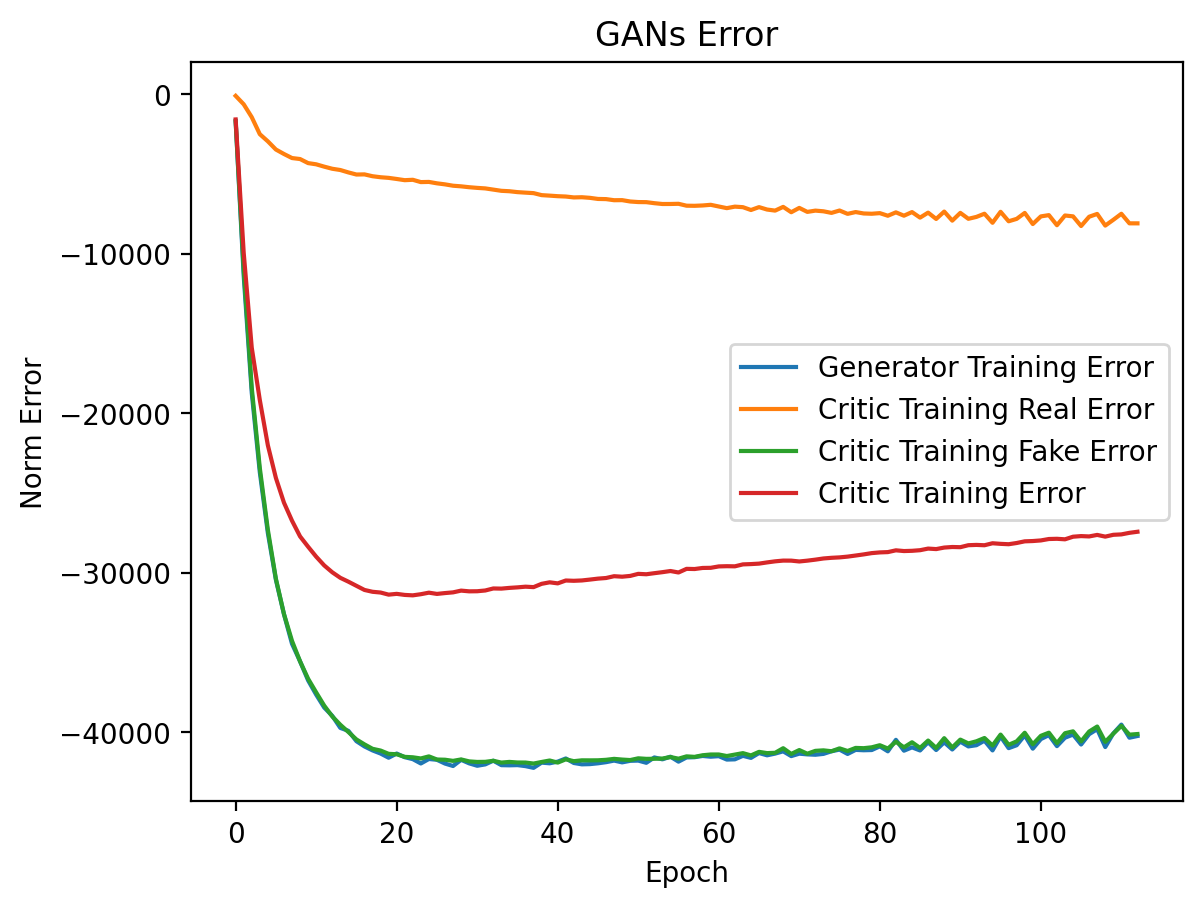 GANs Error
0
−10000
−20000
−30000
−40000
Norm Error
Generator Training Error
Critic Training Real Error
Critic Training Fake Error
Critic Training Error
0 20 40 60 80 100
Epoch